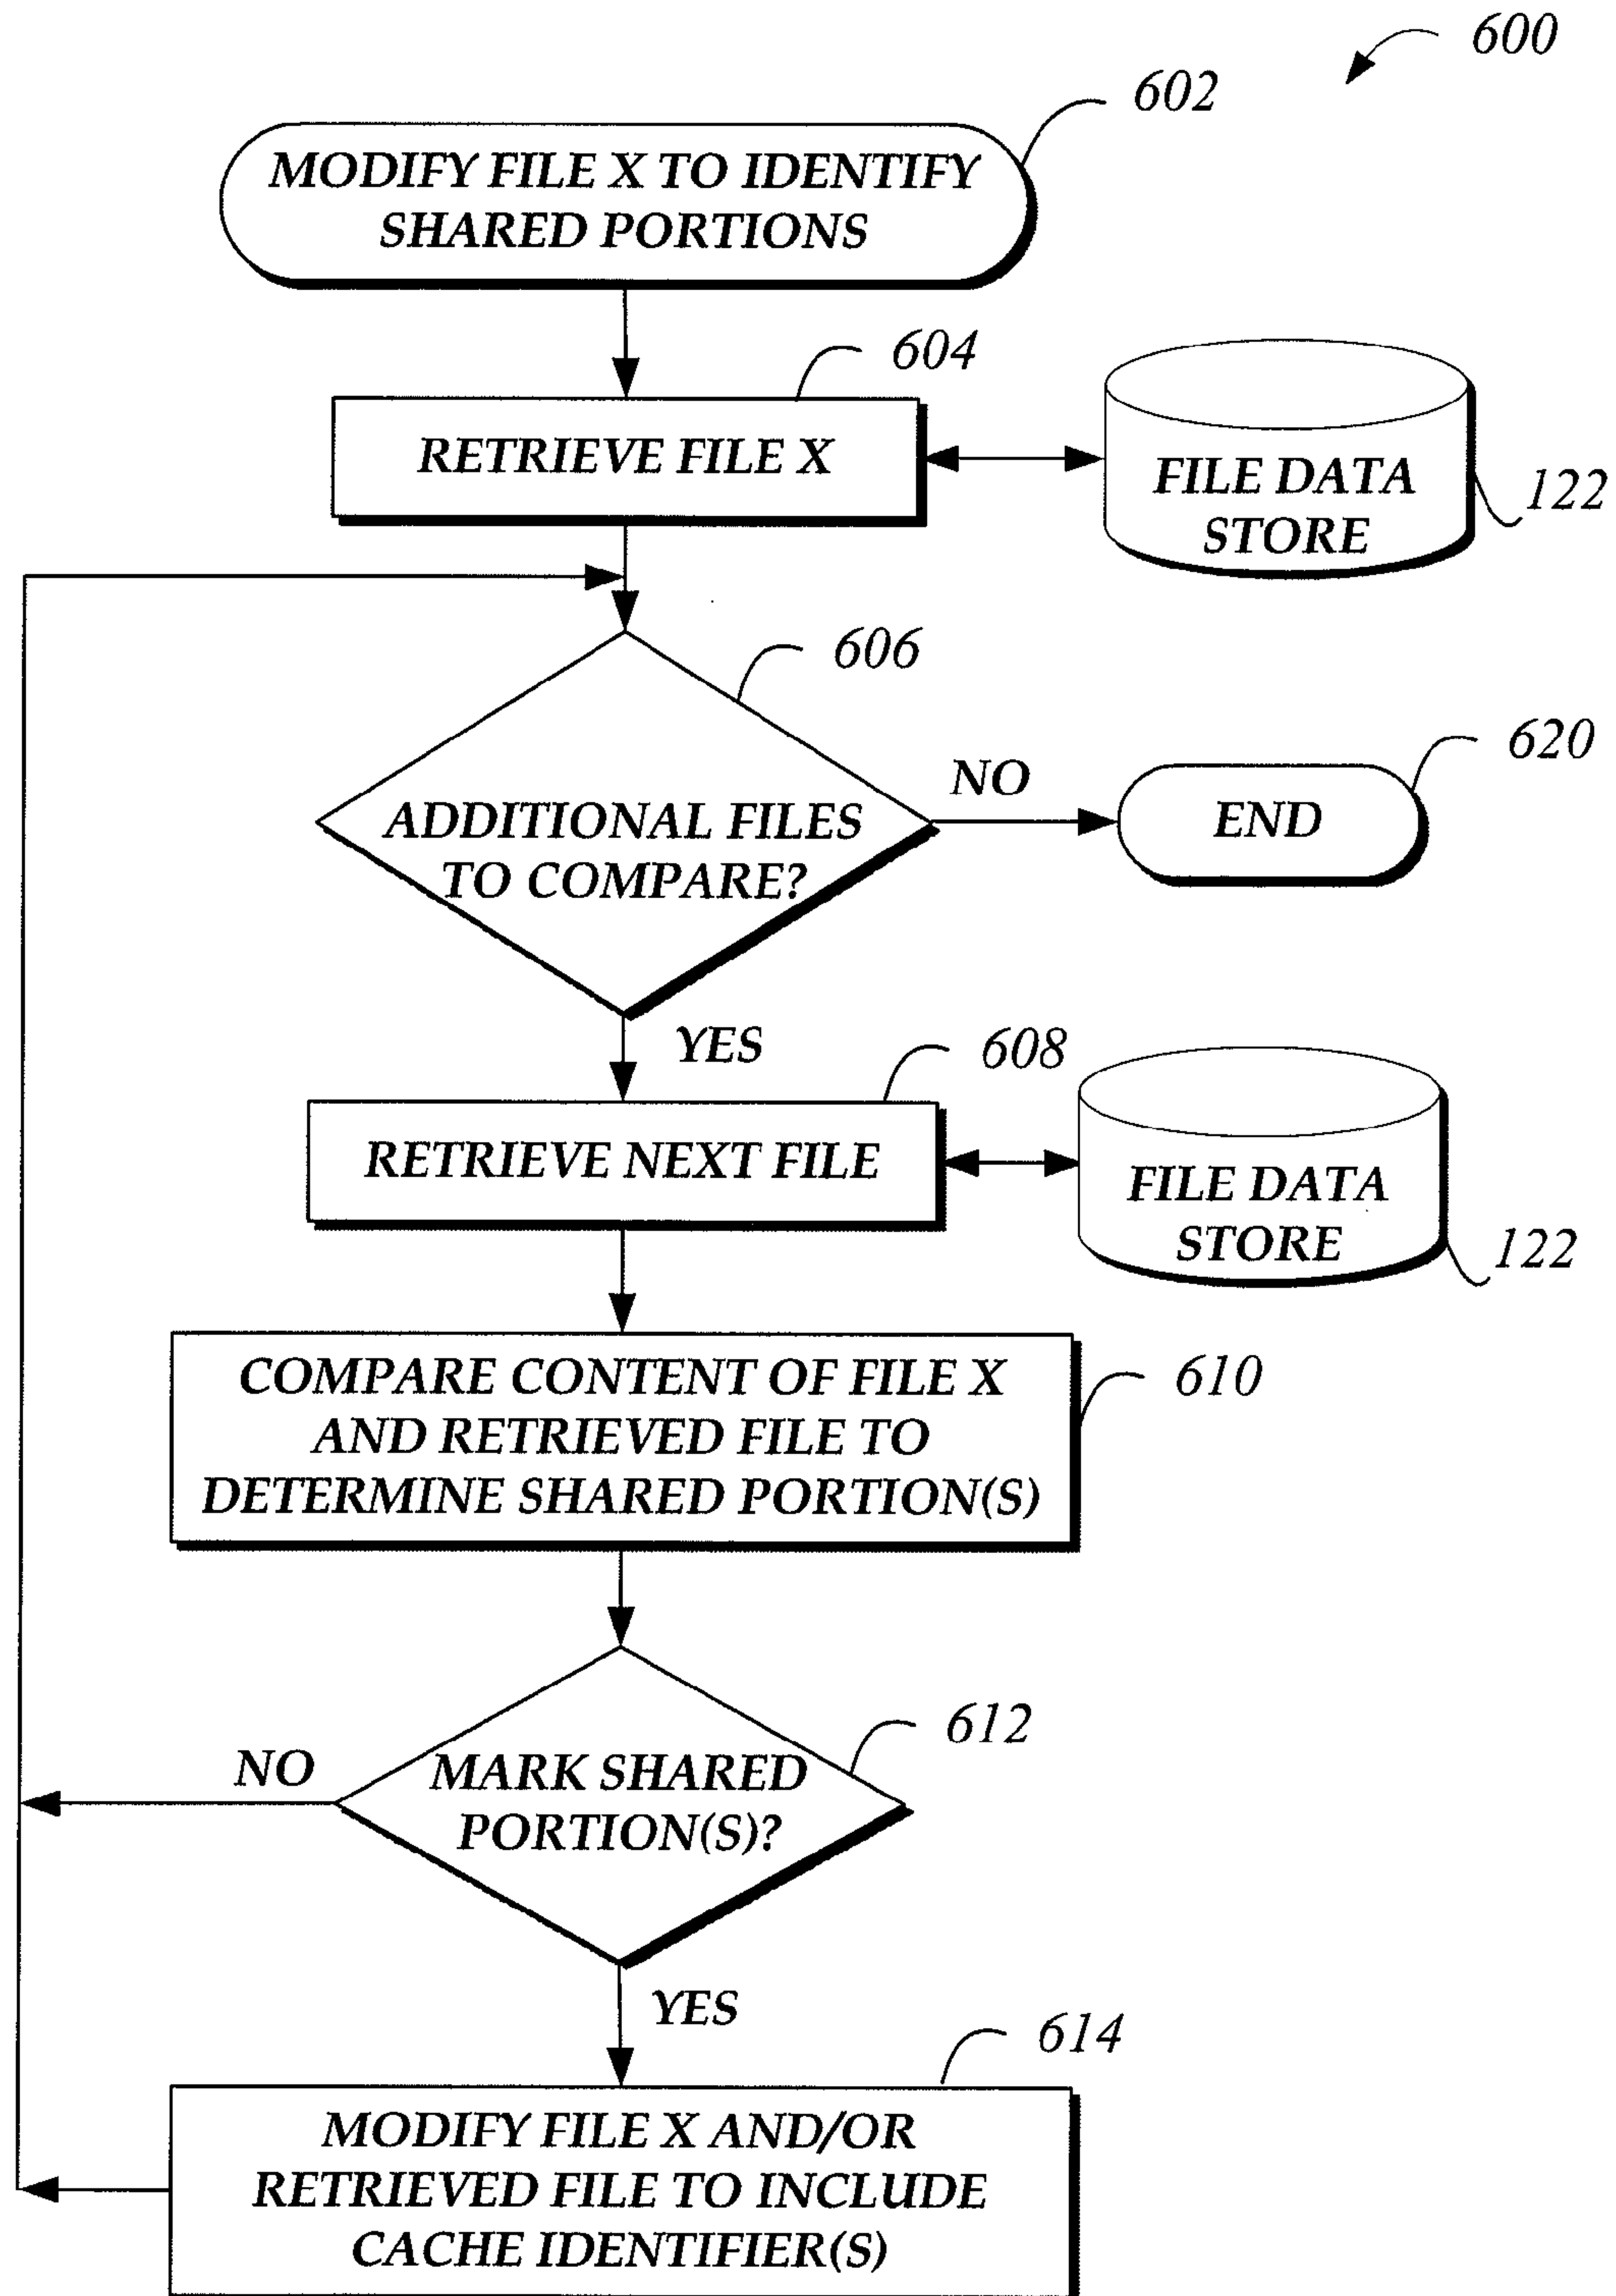 600
602
MODIFY FILE X TO IDENTIFY
SHARED PORTIONS
604
RETRIEVE FILE X
FILE DATA
STORE
122
606
ADDITIONAL FILES
TO COMPARE?
NO
620
END
YES
608
RETRIEVE NEXT FILE
FILE DATA
STORE
122
COMPARE CONTENT OF FILE X
AND RETRIEVED FILE TO
DETERMINE SHARED PORTION(S)
610
612
MARK SHARED
PORTION(S)?
NO
YES
614
MODIFY FILE X AND/OR
RETRIEVED FILE TO INCLUDE
CACHE IDENTIFIER(S)